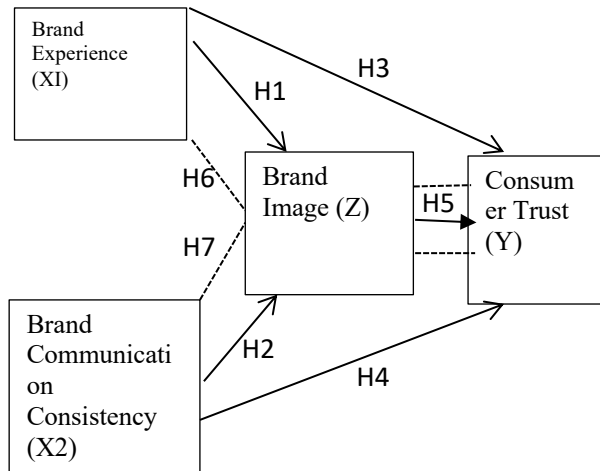 Brand
Experience
(XI)
H3
H1
H6
Brand
Image (Z)
H5
Consum
er Trust
(Y)
H7
Brand
Communicati
on
Consistency
(X2)
H2
H4